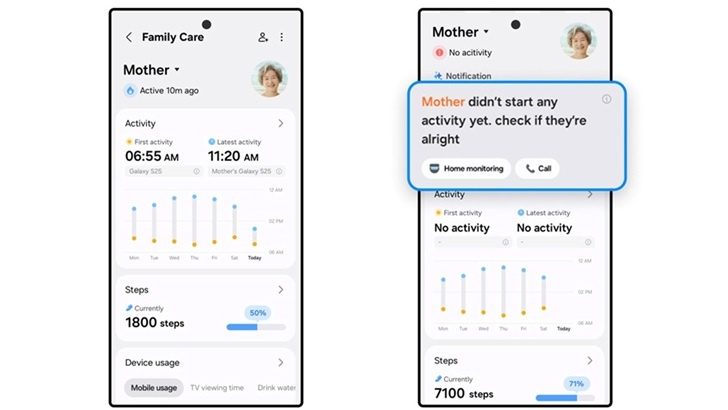 Family Care
Mother
Active 10m ago
Activity
First activity
Latest activity
06:55 AM
11:20 AM
Galaxy S25
Mother's Galaxy S25
12 AM
02 PM
06 AM
Mon Tue Wed Thu Fri Sat Today
Steps
Currently
50%
1800 steps
Device usage
Mobile usage TV viewing time Drink water
Mother
No acitivity
Notification
Mother didn't start any
activity yet. check if they're
alright
Home monitoring
Call
Activity
First activity
Latest activity
No activity
No activity
-
-
12 AM
02 PM
06 AM
Mon Tue Wed Thu Fri Sat Today
Steps
Currently
71%
7100 steps